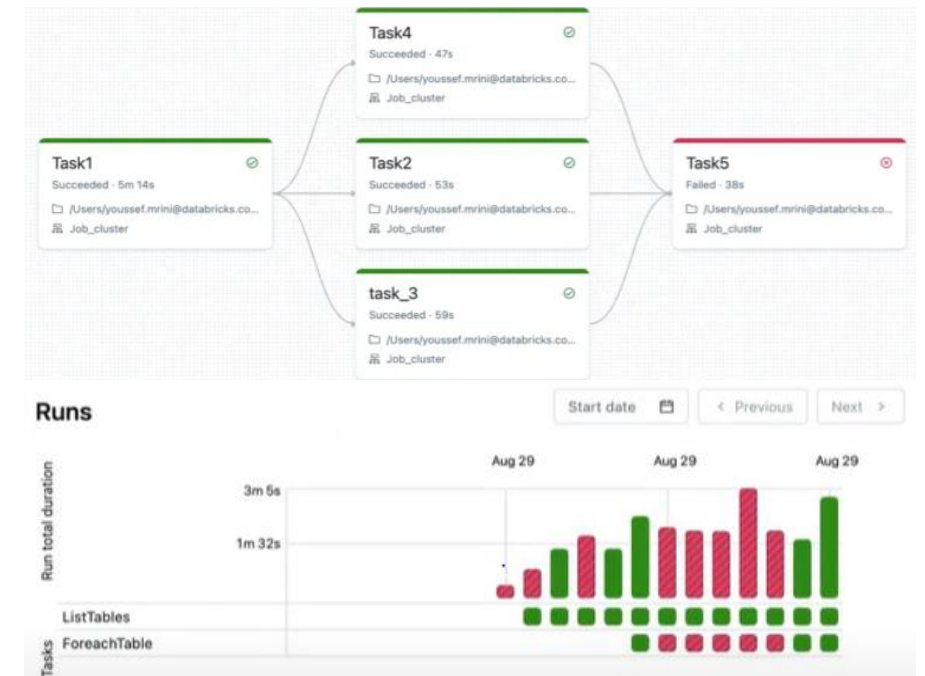 Task4
Succeeded - 47s
/Users/youssef.mrini@databricks.co...
Job_cluster
Task1
Succeeded - 5m 14s
/Users/youssef.mrini@databricks.co...
Job_cluster
Task2
Succeeded - 53s
/Users/youssef.mrini@databricks.co...
Job_cluster
Task5
Failed - 38s
/Users/youssef.mrini@databricks.co...
Job_cluster
task_3
Succeeded - 59s
/Users/youssef.mrini@databricks.co...
Job_cluster
Runs
Start date
< Previous
Next >
Aug 29
Aug 29
Aug 29
Run total duration
3m 5s
1m 32s
Tasks
ListTables
ForeachTable